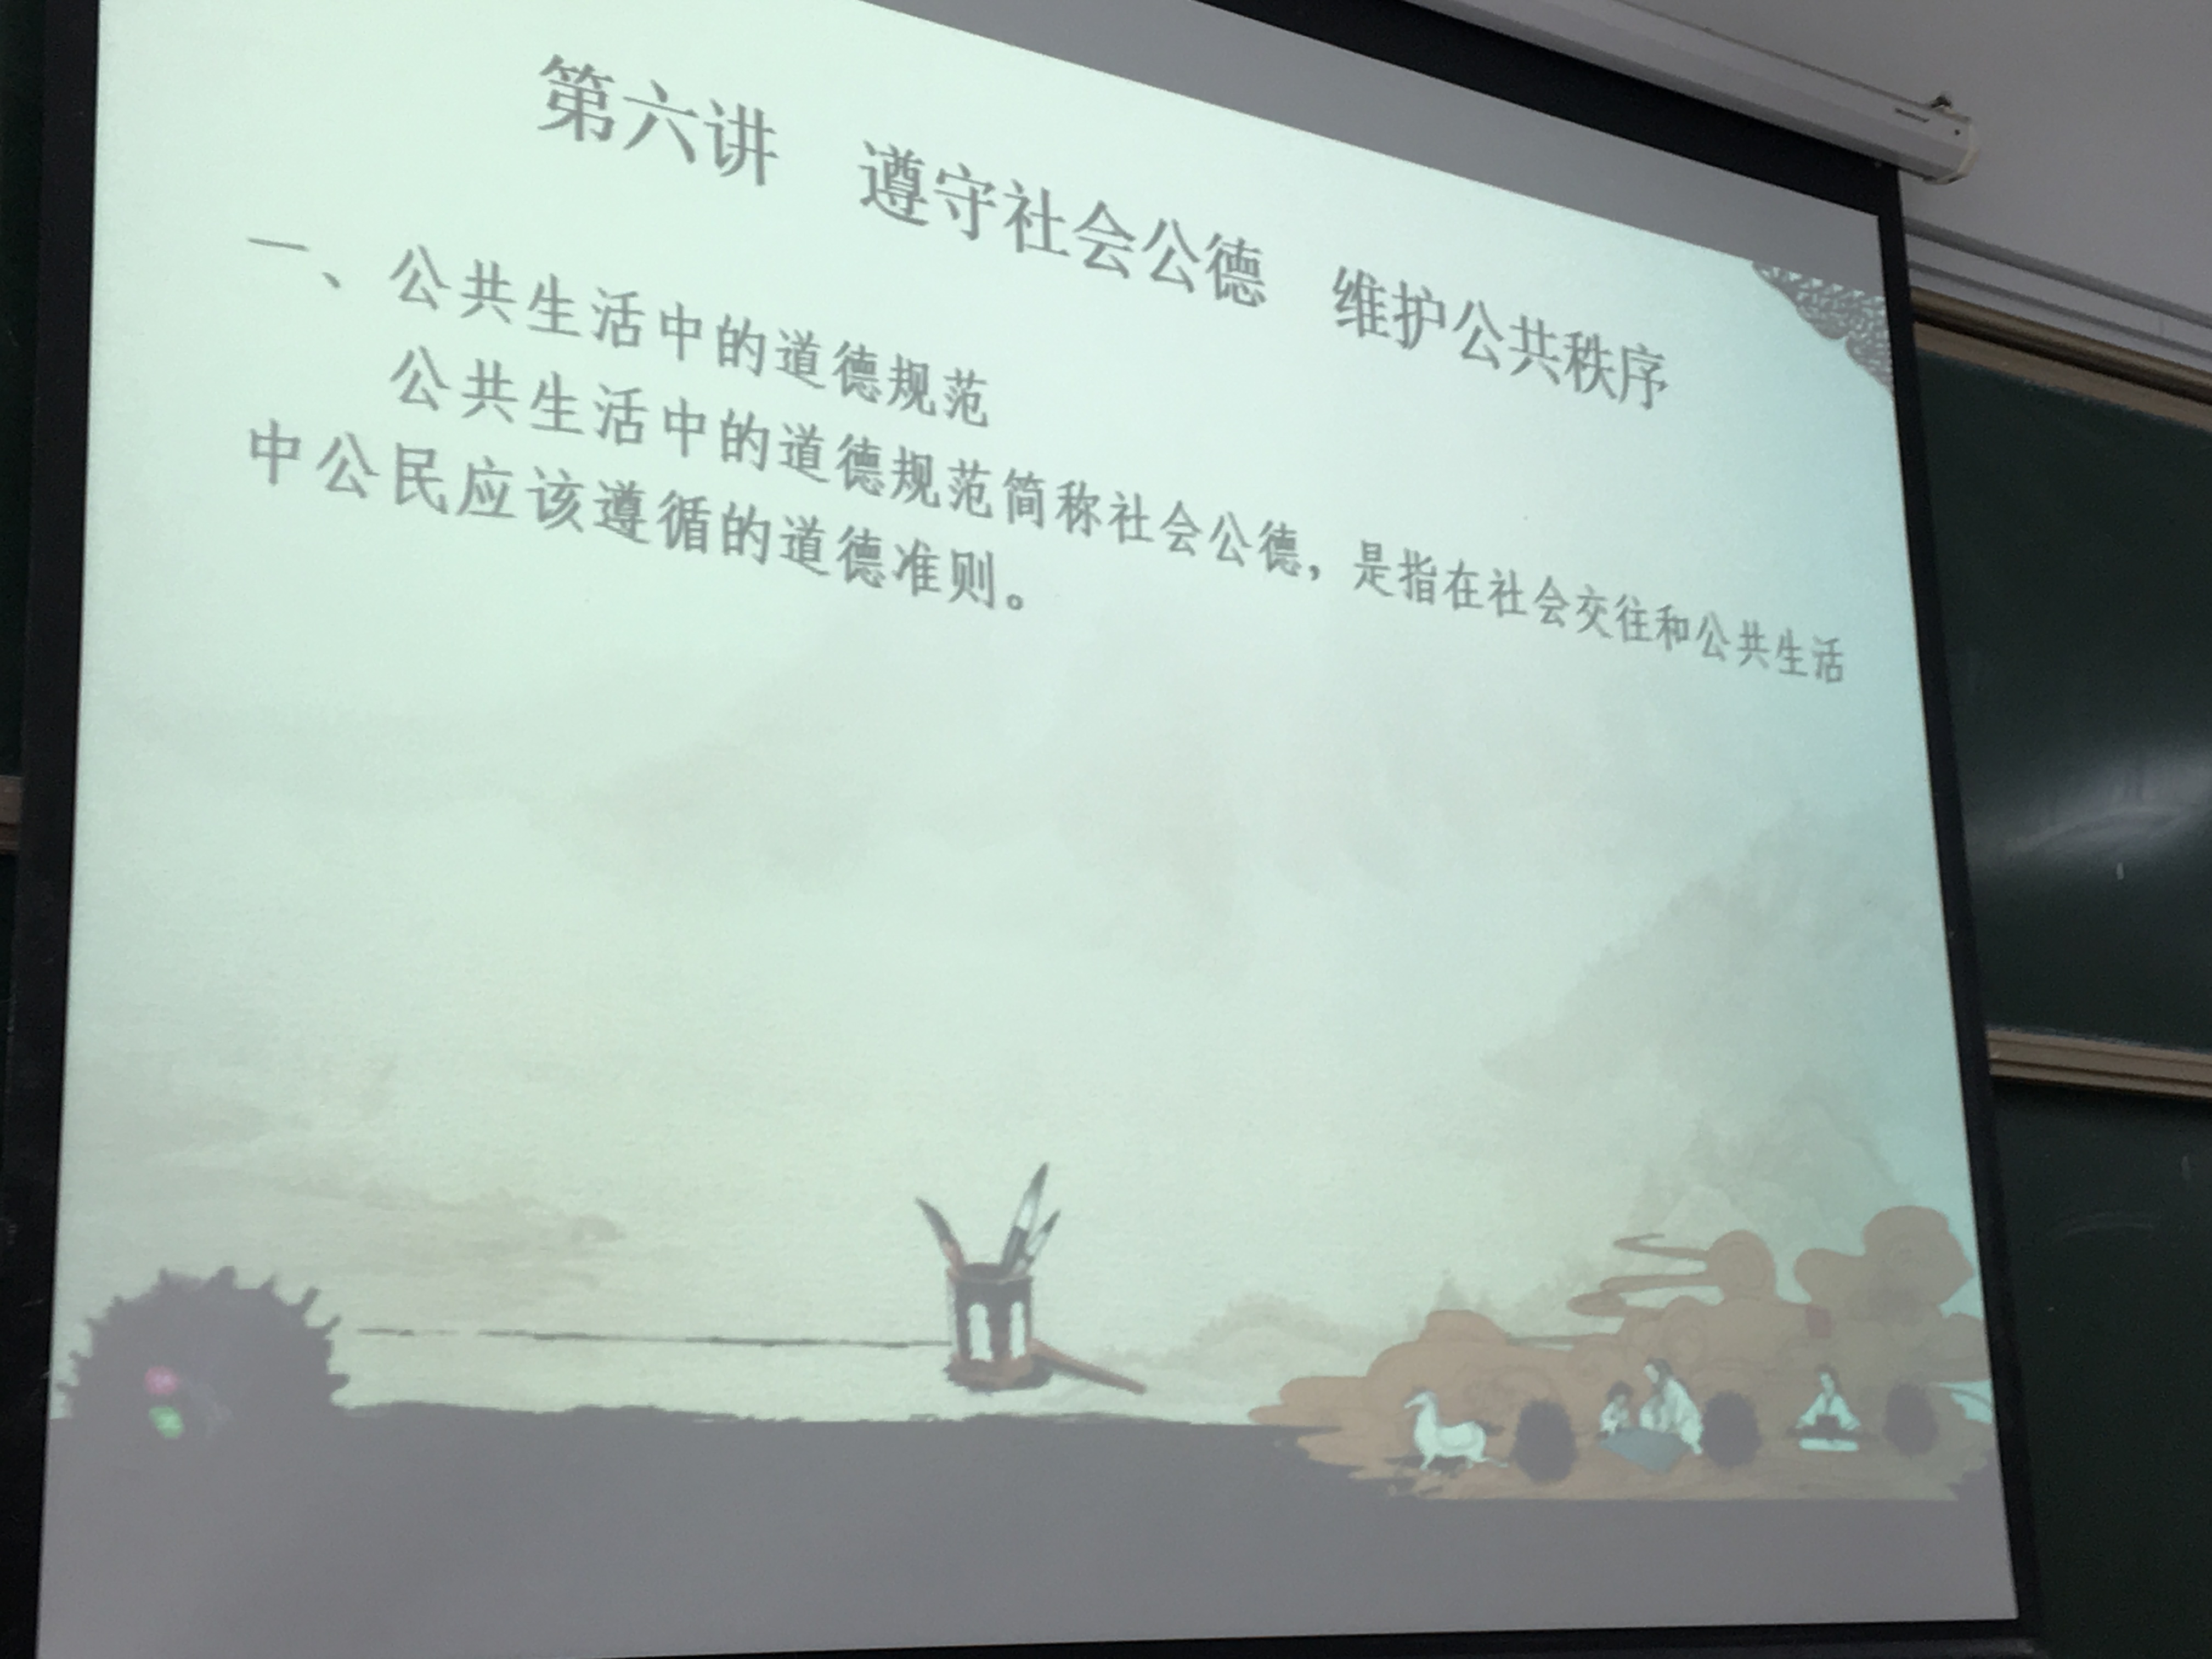 第六讲　遵守社会公德　维护公共秩序
一、公共生活中的道德规范
公共生活中的道德规范简称社会公德，是指在社会交往和公共生活
中公民应该遵循的道德准则。